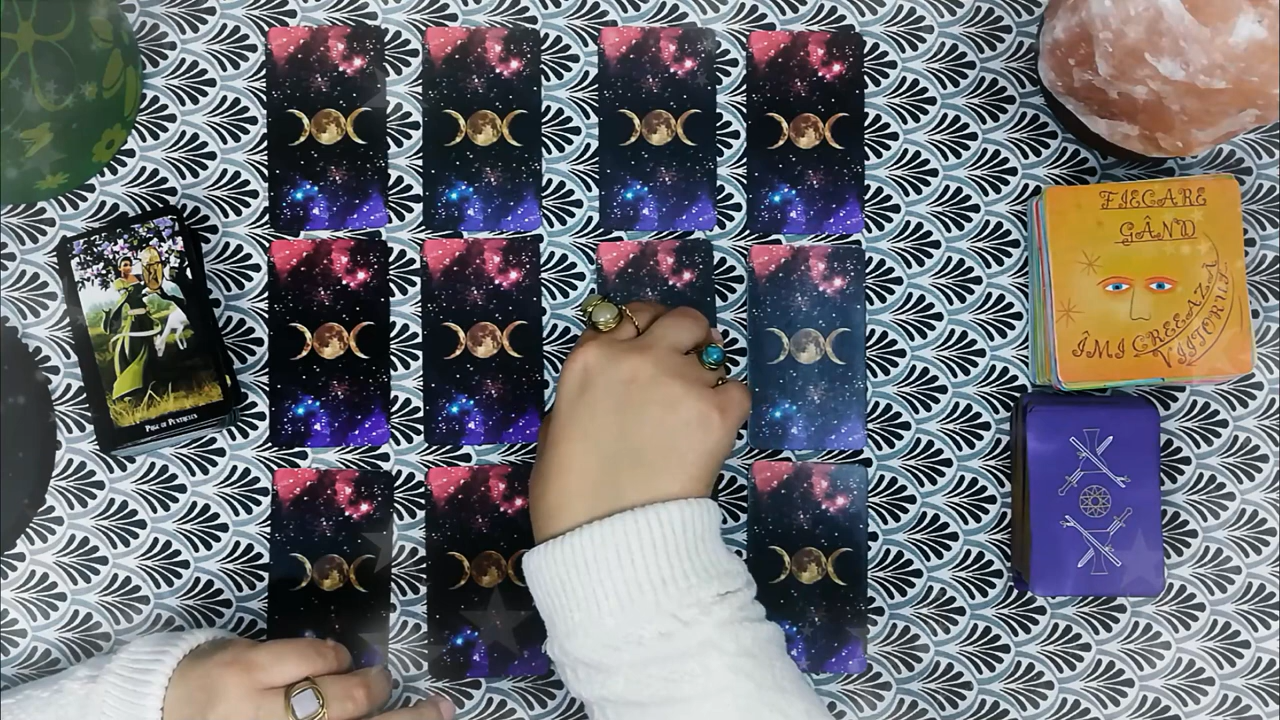 PAGE OF PENTACLES
FIECARE
GÂND
ÎMI CREEAZĂ
VIITORUL